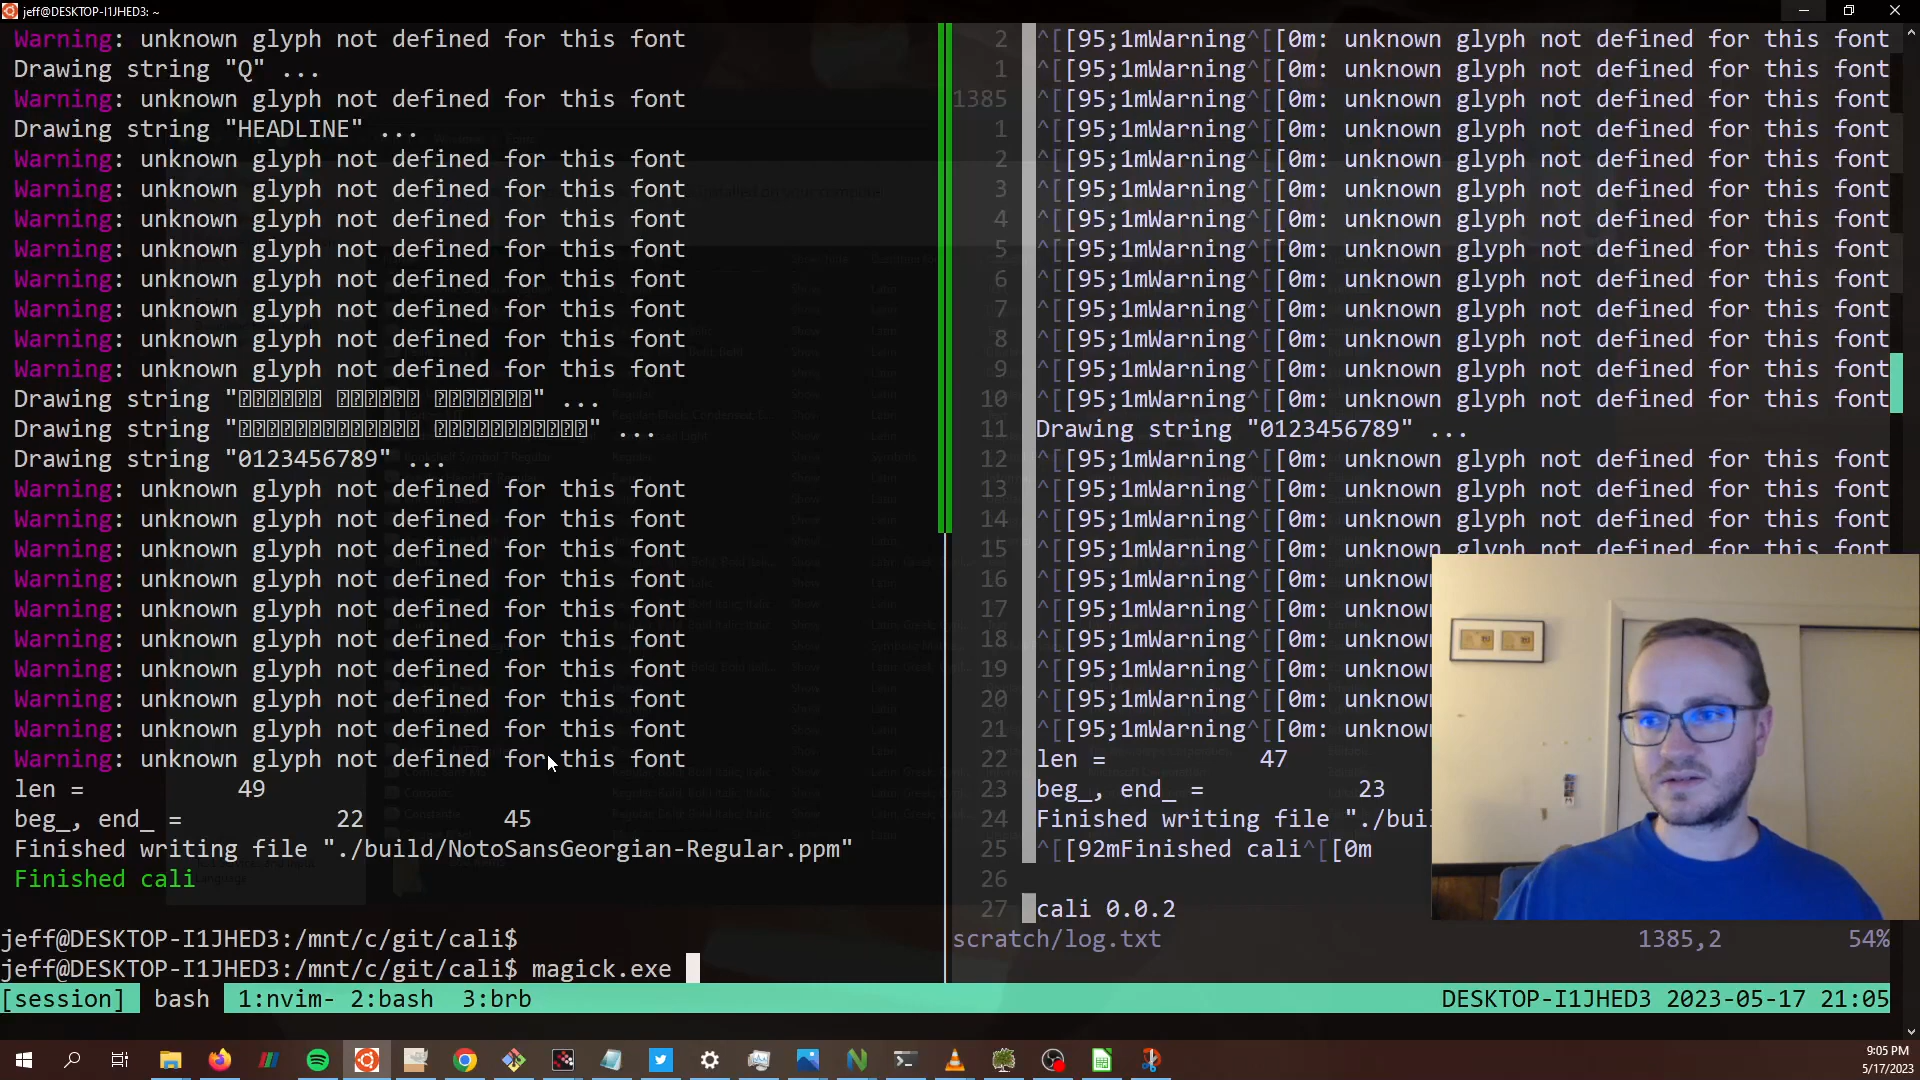 jeff@DESKTOP-I1JHED3: ~
Warning: unknown glyph not defined for this font
Drawing string "Q" ...
Warning: unknown glyph not defined for this font
Drawing string "HEADLINE" ...
Warning: unknown glyph not defined for this font
Warning: unknown glyph not defined for this font
Warning: unknown glyph not defined for this font
Warning: unknown glyph not defined for this font
Warning: unknown glyph not defined for this font
Warning: unknown glyph not defined for this font
Warning: unknown glyph not defined for this font
Warning: unknown glyph not defined for this font
Drawing string " " ...
Drawing string " " ...
Drawing string "0123456789" ...
Warning: unknown glyph not defined for this font
Warning: unknown glyph not defined for this font
Warning: unknown glyph not defined for this font
Warning: unknown glyph not defined for this font
Warning: unknown glyph not defined for this font
Warning: unknown glyph not defined for this font
Warning: unknown glyph not defined for this font
Warning: unknown glyph not defined for this font
Warning: unknown glyph not defined for this font
Warning: unknown glyph not defined for this font
len = 49
beg_, end_ = 22 45
Finished writing file "./build/NotoSansGeorgian-Regular.ppm"
Finished cali
jeff@DESKTOP-I1JHED3:/mnt/c/git/cali$
jeff@DESKTOP-I1JHED3:/mnt/c/git/cali$ magick.exe
2 ^[[95;1mWarning^[[0m: unknown glyph not defined for this font
1 ^[[95;1mWarning^[[0m: unknown glyph not defined for this font
1385 ^[[95;1mWarning^[[0m: unknown glyph not defined for this font
1 ^[[95;1mWarning^[[0m: unknown glyph not defined for this font
2 ^[[95;1mWarning^[[0m: unknown glyph not defined for this font
3 ^[[95;1mWarning^[[0m: unknown glyph not defined for this font
4 ^[[95;1mWarning^[[0m: unknown glyph not defined for this font
5 ^[[95;1mWarning^[[0m: unknown glyph not defined for this font
6 ^[[95;1mWarning^[[0m: unknown glyph not defined for this font
7 ^[[95;1mWarning^[[0m: unknown glyph not defined for this font
8 ^[[95;1mWarning^[[0m: unknown glyph not defined for this font
9 ^[[95;1mWarning^[[0m: unknown glyph not defined for this font
10 ^[[95;1mWarning^[[0m: unknown glyph not defined for this font
11 Drawing string "0123456789" ...
12 ^[[95;1mWarning^[[0m: unknown glyph not defined for this font
13 ^[[95;1mWarning^[[0m: unknown glyph not defined for this font
14 ^[[95;1mWarning^[[0m: unknown glyph not defined for this font
15 ^[[95;1mWarning^[[0m: unknown glyph not defined for this font
16 ^[[95;1mWarning^[[0m: unknow
17 ^[[95;1mWarning^[[0m: unknow
18 ^[[95;1mWarning^[[0m: unknow
19 ^[[95;1mWarning^[[0m: unknow
20 ^[[95;1mWarning^[[0m: unknow
21 ^[[95;1mWarning^[[0m: unknow
22 len = 47
23 beg_, end_ = 23
24 Finished writing file "./bui
25 ^[[92mFinished cali^[[0m
26
27 cali 0.0.2
scratch/log.txt 1385,2 54%
[session] bash 1:nvim- 2:bash 3:brb DESKTOP-I1JHED3 2023-05-17 21:05
9:05 PM
5/17/2023